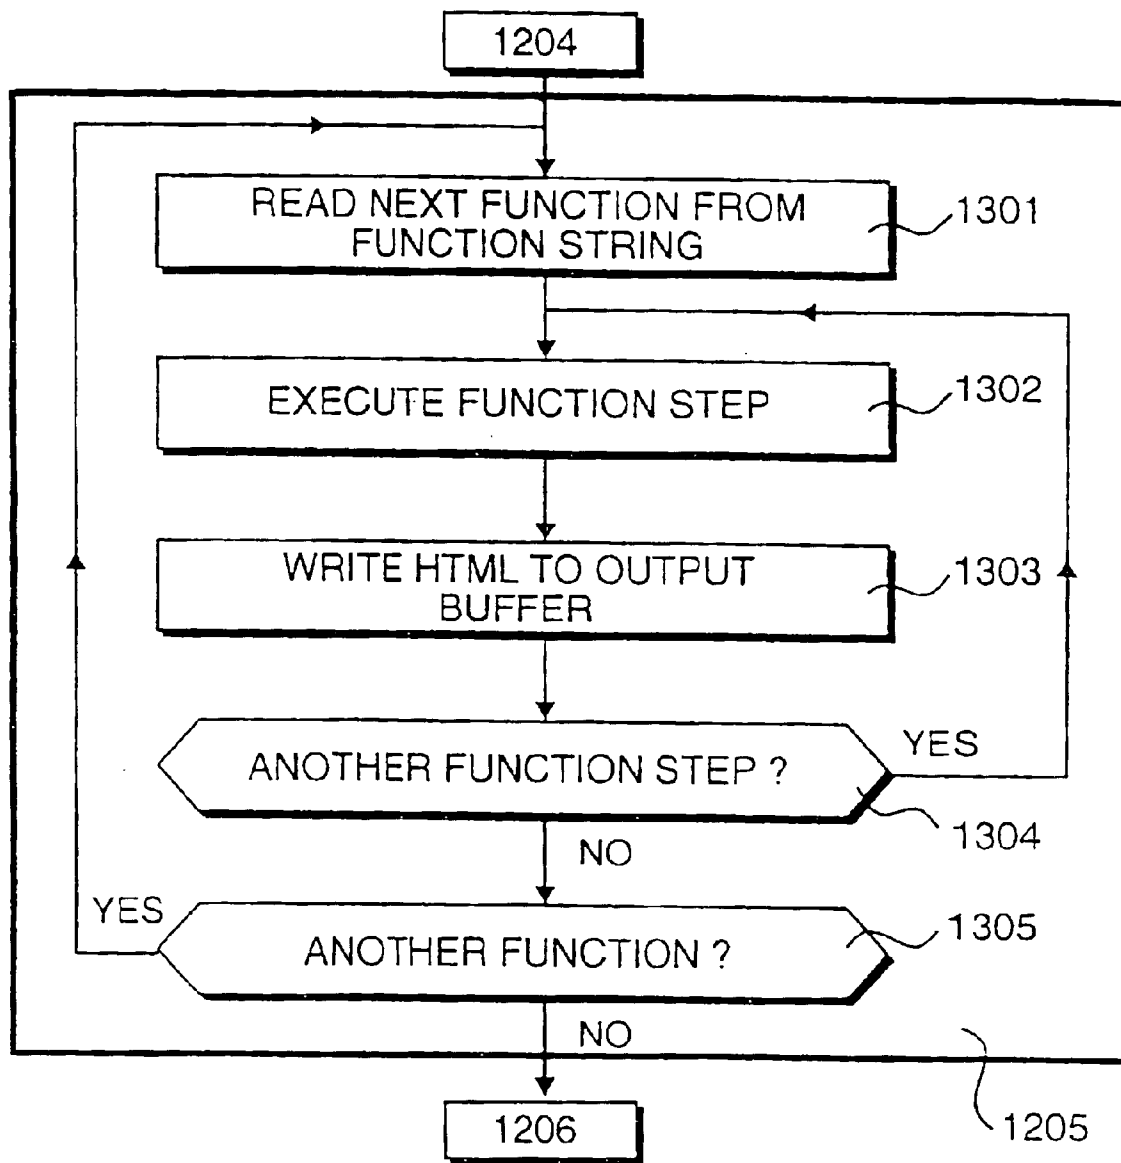 1204
READ NEXT FUNCTION FROM
FUNCTION STRING
1301
EXECUTE FUNCTION STEP
1302
WRITE HTML TO OUTPUT
BUFFER
1303
ANOTHER FUNCTION STEP ?
YES
1304
NO
YES
ANOTHER FUNCTION ?
1305
NO
1205
1206